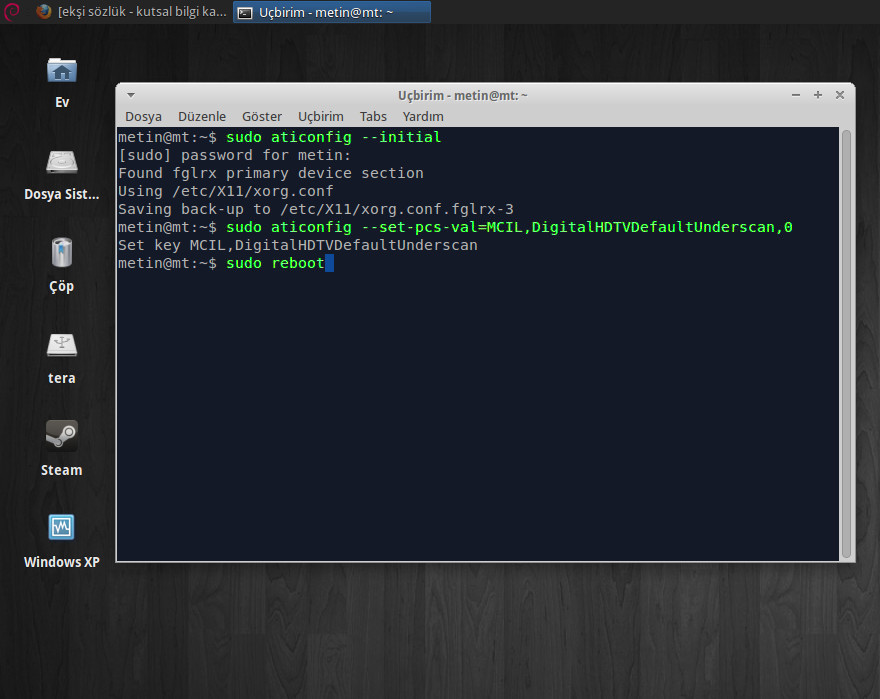 [ekşi sözlük - kutsal bilgi ka...
Uçbirim - metin@mt: ~
Ev
Dosya Sist...
Çöp
tera
Steam
Windows XP
Uçbirim - metin@mt: ~
Dosya Düzenle Göster Uçbirim Tabs Yardım
metin@mt:~$ sudo aticonfig --initial
[sudo] password for metin:
Found fglrx primary device section
Using /etc/X11/xorg.conf
Saving back-up to /etc/X11/xorg.conf.fglrx-3
metin@mt:~$ sudo aticonfig --set-pcs-val=MCIL,DigitalHDTVDefaultUnderscan,0
Set key MCIL,DigitalHDTVDefaultUnderscan
metin@mt:~$ sudo reboot